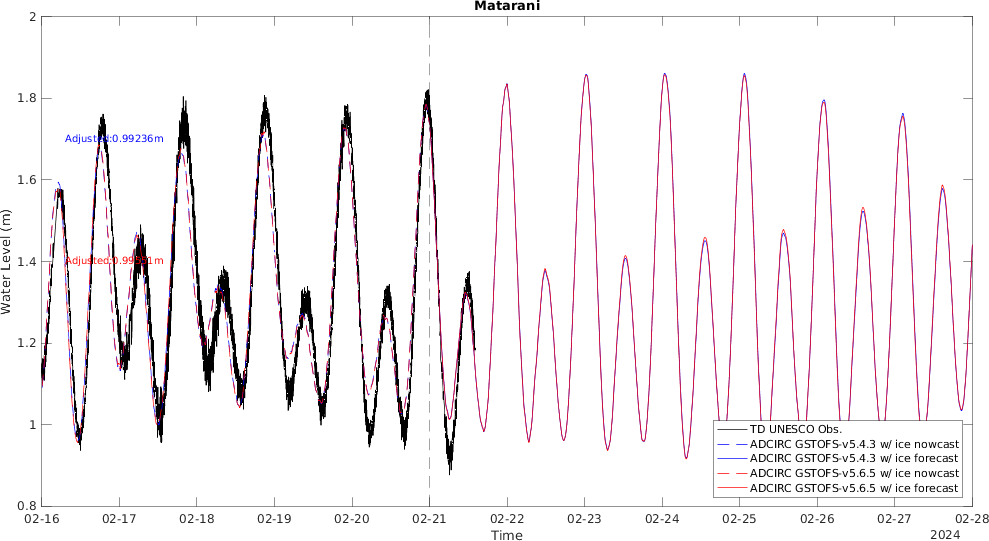 Matarani
Water Level (m)
2
1.8
1.6
1.4
1.2
1
0.8
Adjusted:0.99236m
TD UNESCO Obs.
ADCIRC GSTOFS-v5.4.3 w/ ice nowcast
ADCIRC GSTOFS-v5.4.3 w/ ice forecast
ADCIRC GSTOFS-v5.6.5 w/ ice nowcast
ADCIRC GSTOFS-v5.6.5 w/ ice forecast
02-16 02-17 02-18 02-19 02-20 02-21 02-22 02-23 02-24 02-25 02-26 02-27 02-28
Time
2024